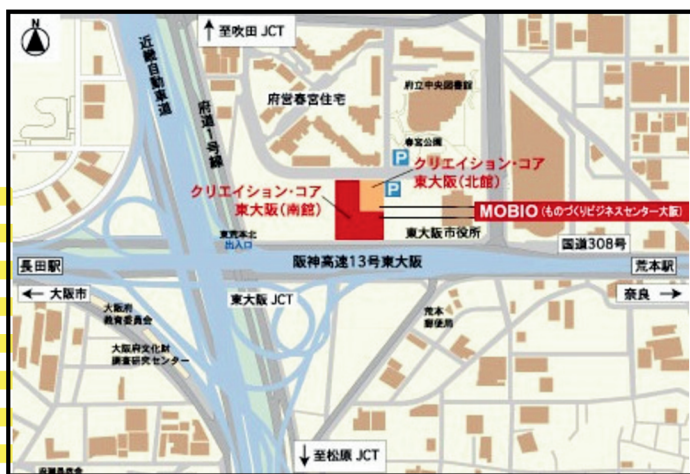 N
至吹田 JCT
近畿自動車道
府道1号線
府営春宮住宅
府立中央図書館
春宮公園
P
クリエイション・コア
東大阪(北館)
P
クリエイション・コア
東大阪(南館)
MOBIO(ものづくりビジネスセンター大阪)
東大阪市役所
東荒本北
出入口
国道308号
長田駅
阪神高速13号東大阪
荒本駅
← 大阪市
東大阪 JCT
奈良 →
大阪府
教育委員会
荒本
郵便局
大阪府文化財
調査研究センター
至松原 JCT